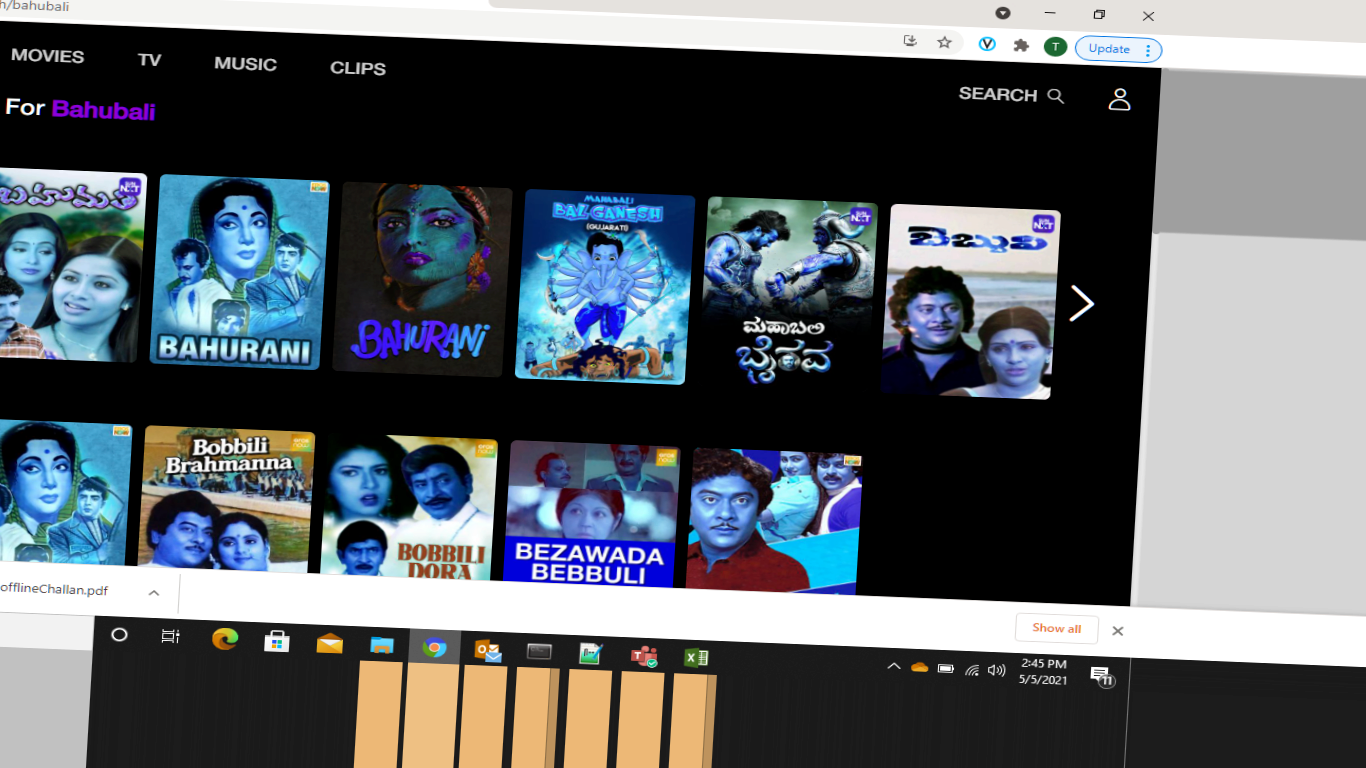 h/bahubali
Update
MOVIES TV MUSIC CLIPS
SEARCH
For Bahubali
T
BAHURANI
BAHURANI
MAHABALI
BAL GANESH
(GUJARATI)
ಮಹಾಬಲಿ
ಭೈರವ
ಬೆಬ್ಬುಲಿ
Bobbili
Brahmanna
BOBBILI
DORA
BEZAWADA
BEBBULI
offlineChallan.pdf
Show all
2:45 PM
5/5/2021
11